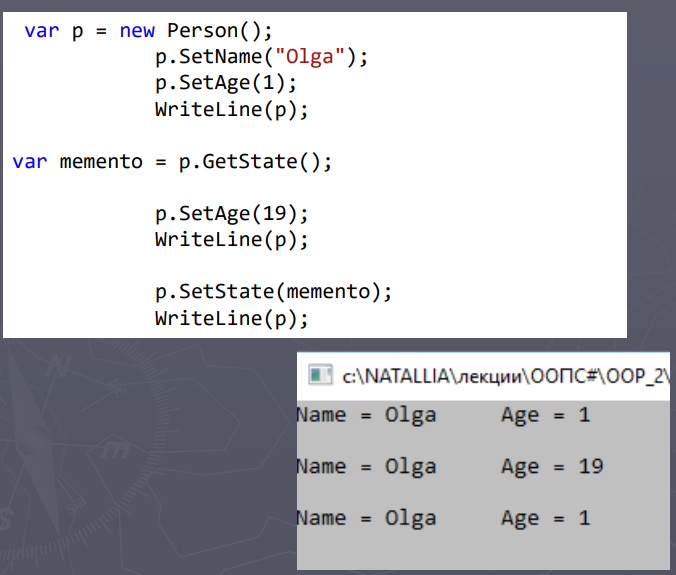 var p = new Person();
p.SetName("Olga");
p.SetAge(1);
WriteLine(p);
var memento = p.GetState();
p.SetAge(19);
WriteLine(p);
p.SetState(memento);
WriteLine(p);
c:\NATALLIA\лекции\ООПC#\OOP_2\
Name = Olga Age = 1
Name = Olga Age = 19
Name = Olga Age = 1